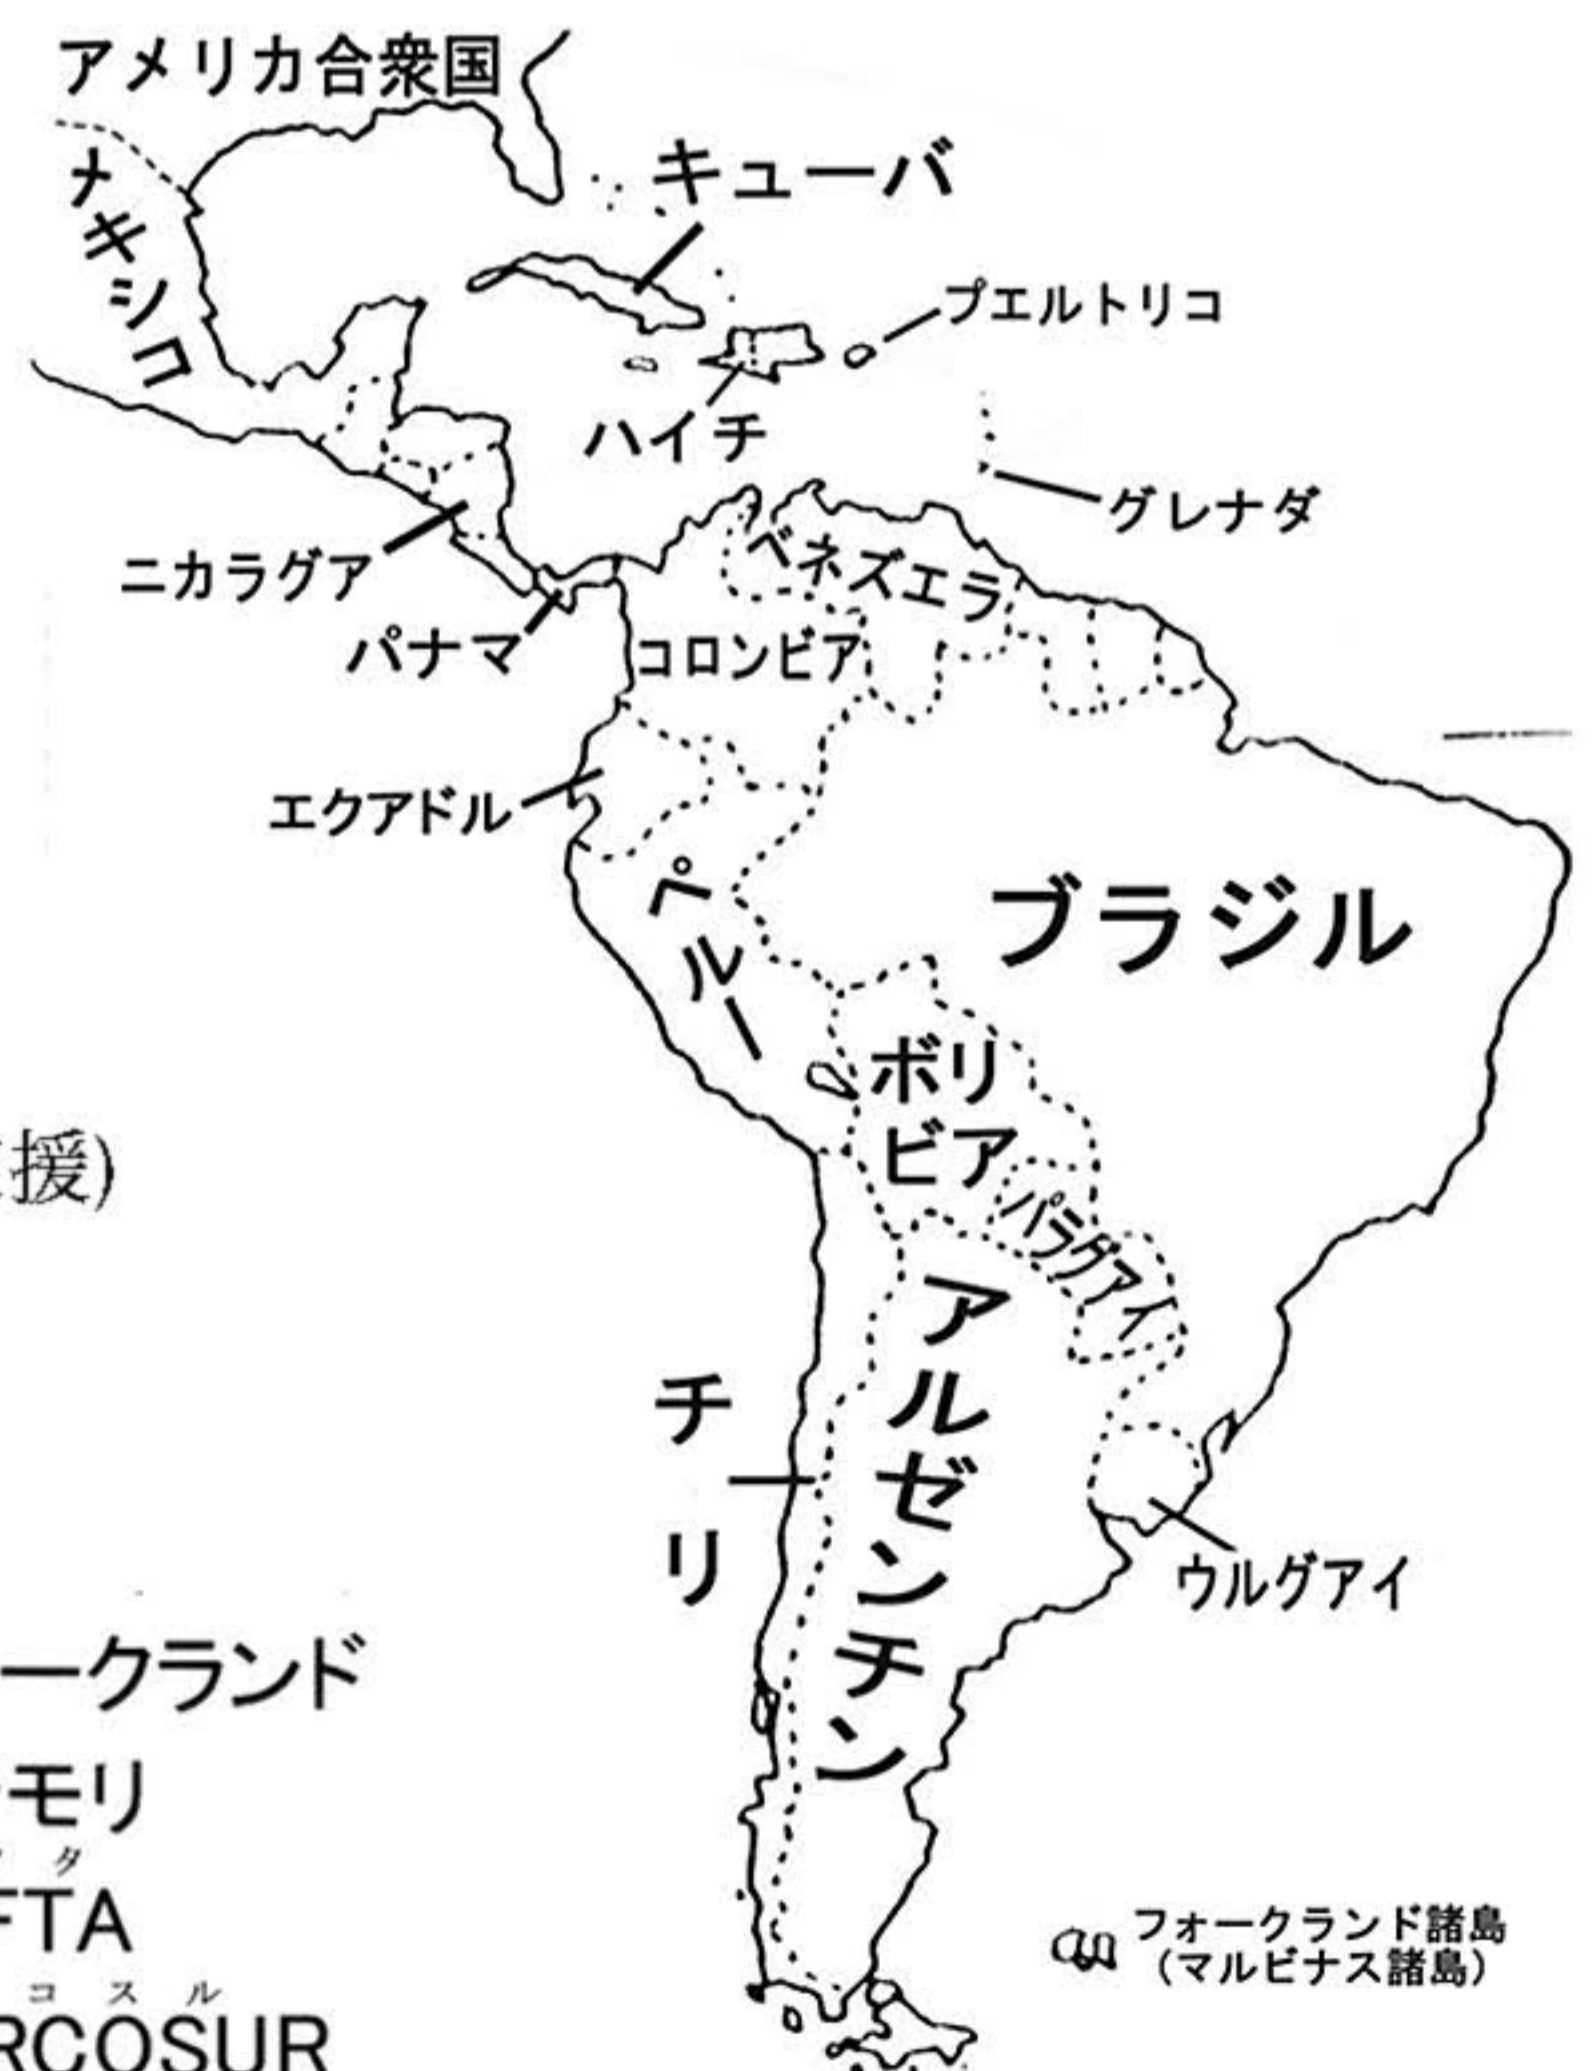 アメリカ合衆国
メキシコ
キューバ
プエルトリコ
ハイチ
グレナダ
ニカラグア
パナマ
ベネズエラ
コロンビア
エクアドル
ペルー
ブラジル
ボリ
ビア
パラグアイ
アルゼンチン
チリ
ウルグアイ
フォークランド諸島
(マルビナス諸島)
援)
ークランド
モリ
タ
FTA
コスル
RCOSUR